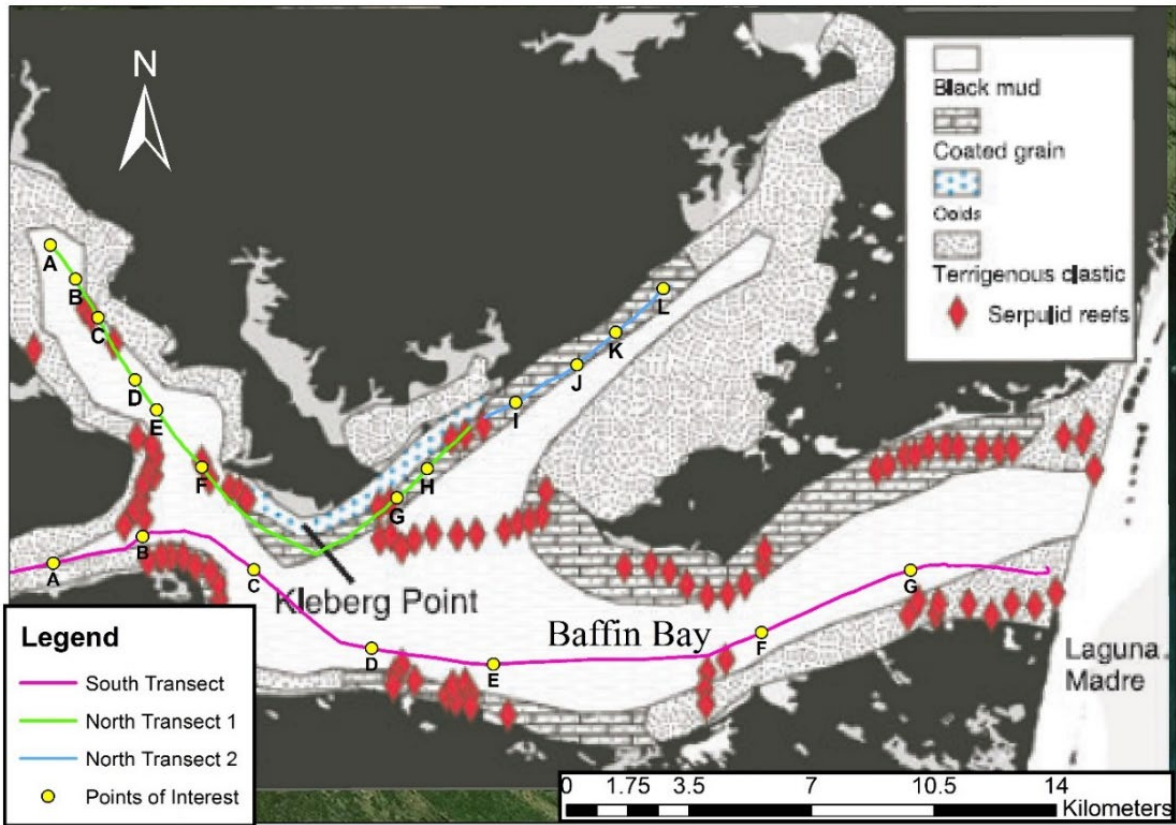 N
Black mud
Coated grain
Ooids
Terrigenous clastic
Serpulid reefs
A
B
C
D
E
F
G
H
I
J
K
L
A
B
C
D
E
F
G
Kleberg Point
Baffin Bay
Laguna
Madre
Legend
South Transect
North Transect 1
North Transect 2
Points of Interest
0 1.75 3.5 7 10.5 14
Kilometers